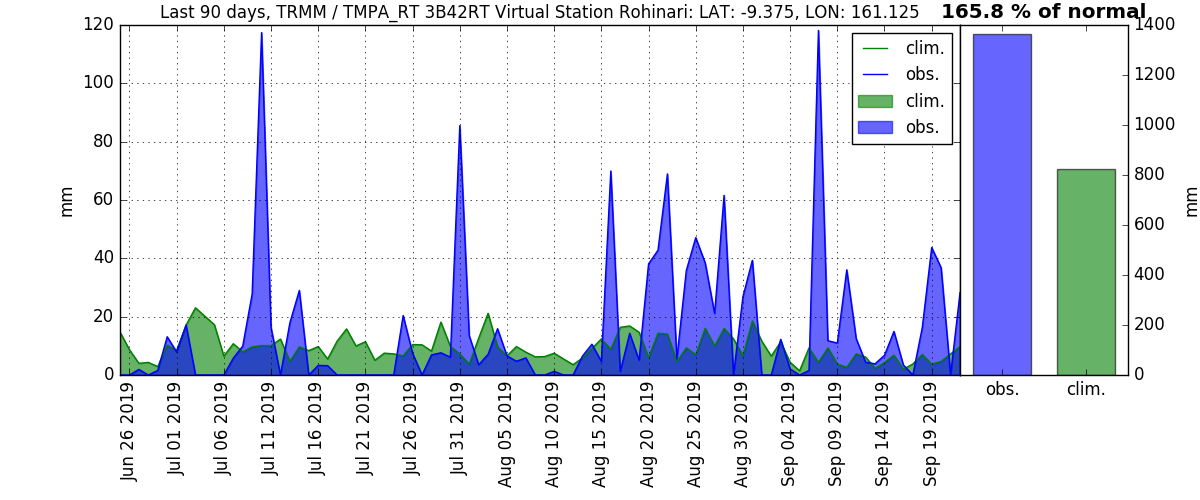 Last 90 days, TRMM / TMPA_RT 3B42RT Virtual Station Rohinari: LAT: -9.375, LON: 161.125
165.8 % of normal
mm
120
100
80
60
40
20
0
clim.
obs.
clim.
obs.
1400
1200
1000
800
600
400
200
0
mm
obs.
clim.
Jun 26 2019
Jul 01 2019
Jul 06 2019
Jul 11 2019
Jul 16 2019
Jul 21 2019
Jul 26 2019
Jul 31 2019
Aug 05 2019
Aug 10 2019
Aug 15 2019
Aug 20 2019
Aug 25 2019
Aug 30 2019
Sep 04 2019
Sep 09 2019
Sep 14 2019
Sep 19 2019